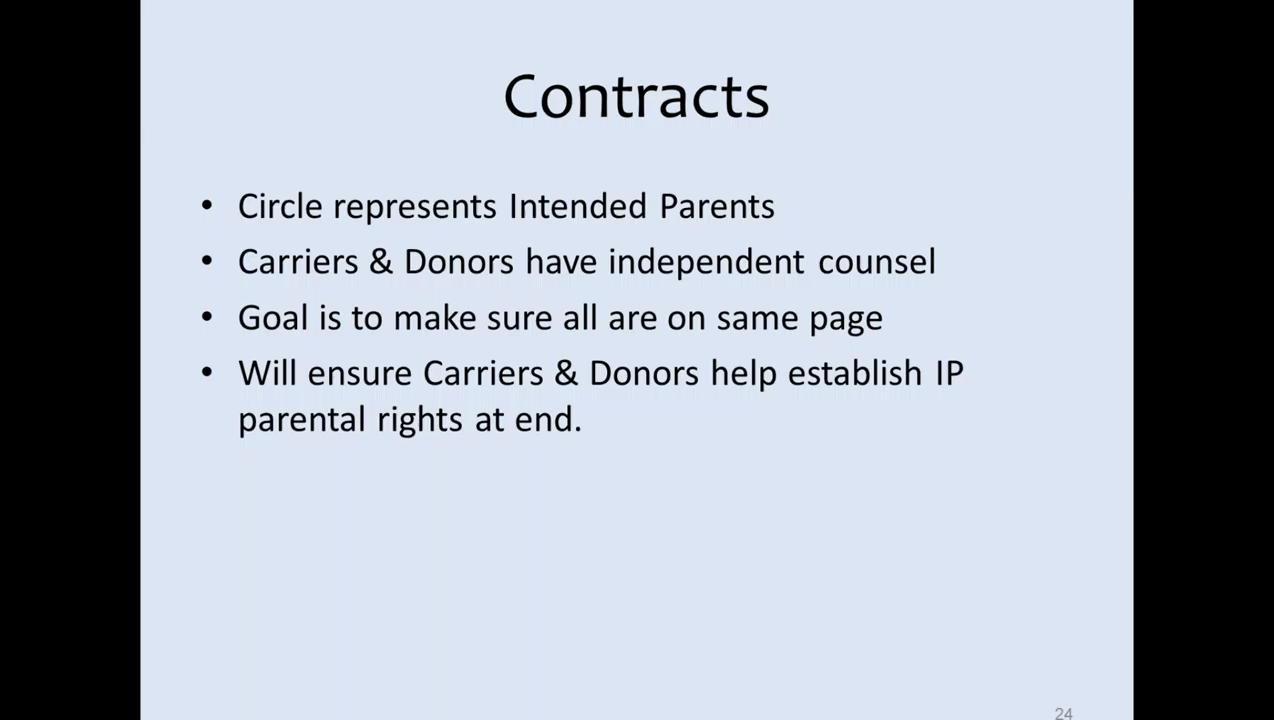 Contracts
• Circle represents Intended Parents
• Carriers & Donors have independent counsel
• Goal is to make sure all are on same page
• Will ensure Carriers & Donors help establish IP
parental rights at end.
24